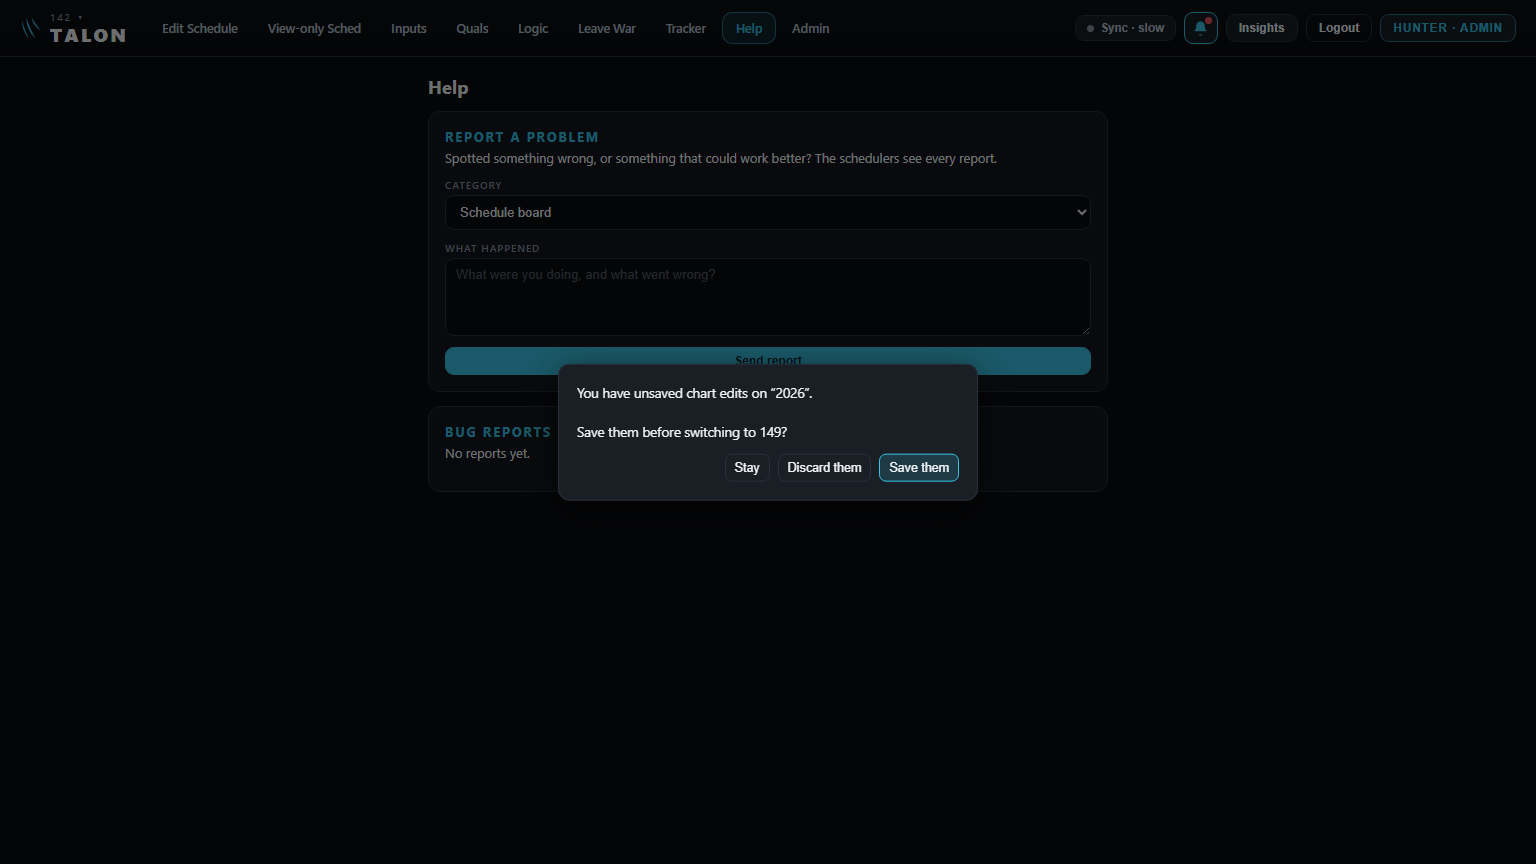 142
TALON
Edit Schedule
View-only Sched
Inputs
Quals
Logic
Leave War
Tracker
Help
Admin
Sync · slow
Insights
Logout
HUNTER · ADMIN
Help
REPORT A PROBLEM
Spotted something wrong, or something that could work better? The schedulers see every report.
CATEGORY
Schedule board
WHAT HAPPENED
What were you doing, and what went wrong?
Send report
You have unsaved chart edits on “2026”.
Save them before switching to 149?
Stay
Discard them
Save them
BUG REPORTS
No reports yet.